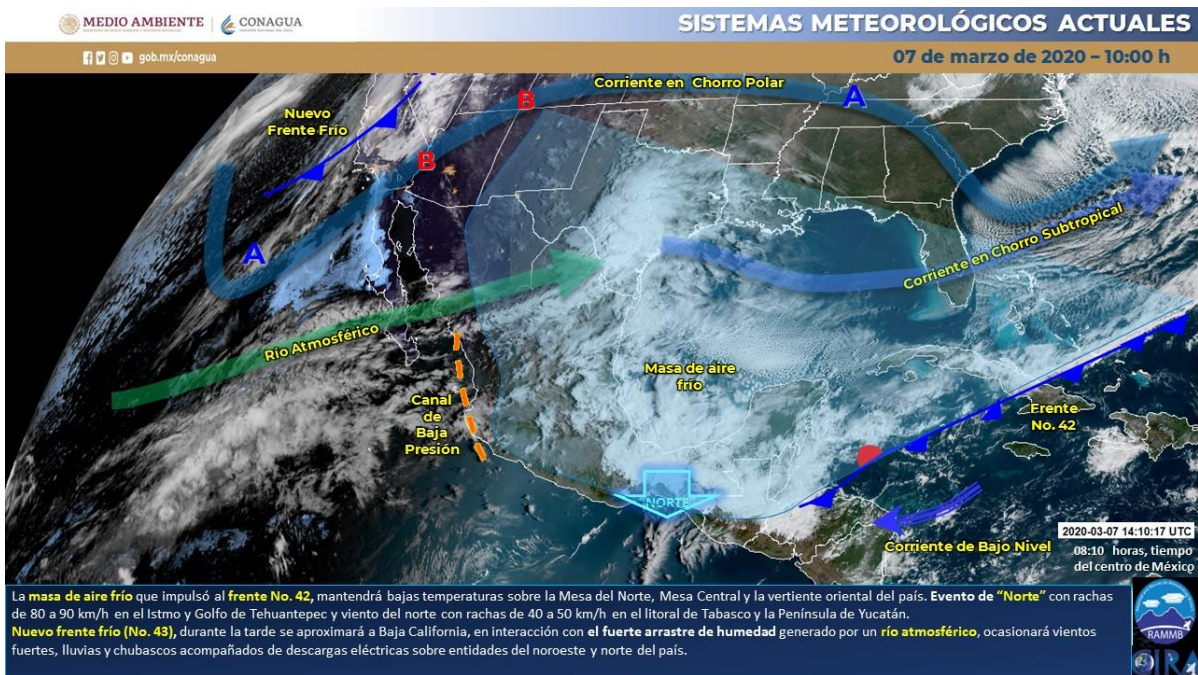 MEDIO AMBIENTE
CONAGUA
SISTEMAS METEOROLÓGICOS ACTUALES
gob.mx/conagua
07 de marzo de 2020 – 10:00 h
Corriente en Chorro Polar
Nuevo
Frente Frío
B
A
B
A
Corriente en Chorro Subtropical
Río Atmosférico
Masa de aire
frío
Canal
de
Baja
Presión
Frente
No. 42
NORTE
2020-03-07 14:10:17 UTC
Corriente de Bajo Nivel
08:10 horas, tiempo
del centro de México
La masa de aire frío que impulsó al frente No. 42, mantendrá bajas temperaturas sobre la Mesa del Norte, Mesa Central y la vertiente oriental del país. Evento de “Norte” con rachas
de 80 a 90 km/h en el Istmo y Golfo de Tehuantepec y viento del norte con rachas de 40 a 50 km/h en el litoral de Tabasco y la Península de Yucatán.
Nuevo frente frío (No. 43), durante la tarde se aproximará a Baja California, en interacción con el fuerte arrastre de humedad generado por un río atmosférico, ocasionará vientos
fuertes, lluvias y chubascos acompañados de descargas eléctricas sobre entidades del noroeste y norte del país.
RAMMB
CIRA